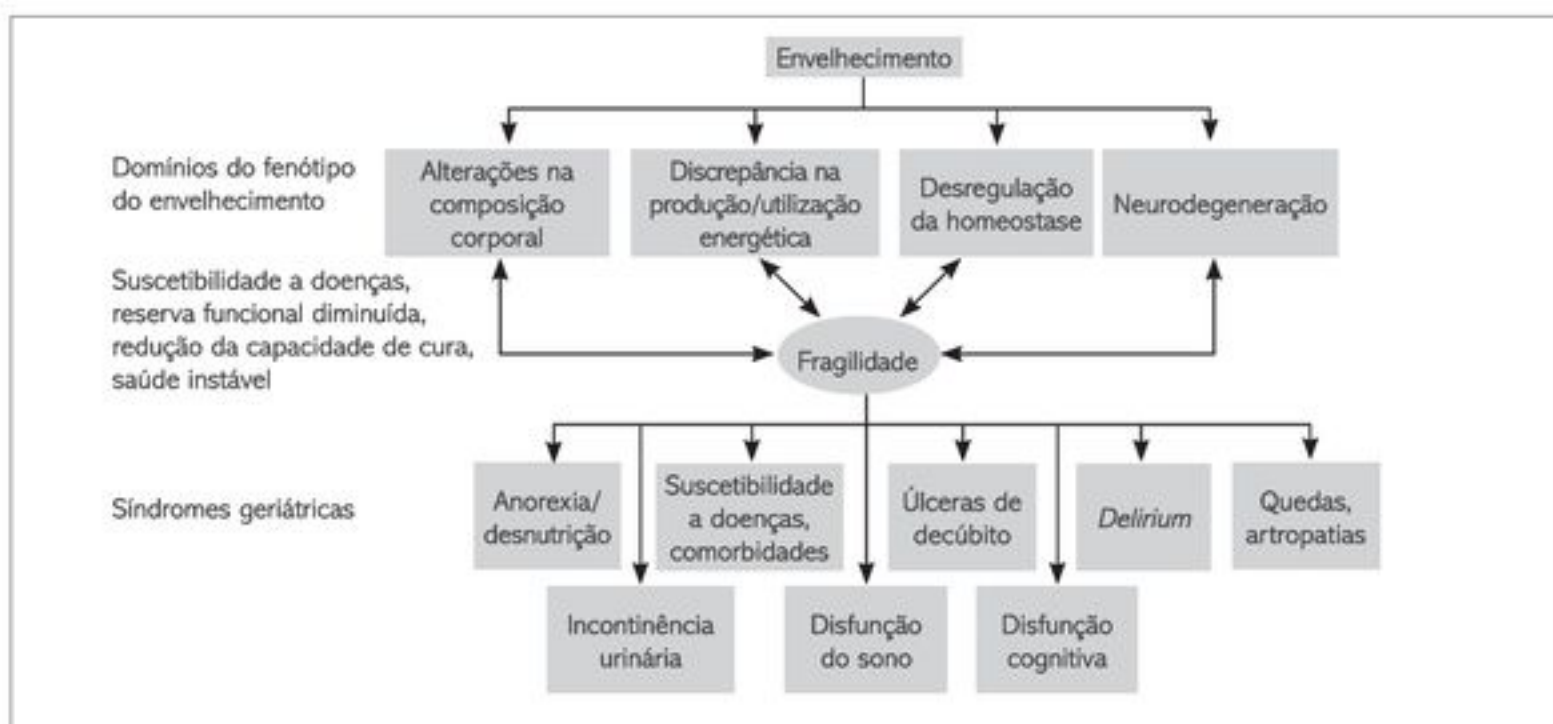 Envelhecimento
Domínios do fenótipo
do envelhecimento
Alterações na
composição
corporal
Discrepância na
produção/utilização
energética
Desregulação
da homeostase
Neurodegeneração
Suscetibilidade a doenças,
reserva funcional diminuída,
redução da capacidade de cura,
saúde instável
Fragilidade
Síndromes geriátricas
Anorexia/
desnutrição
Suscetibilidade
a doenças,
comorbidades
Úlceras de
decúbito
Delirium
Quedas,
artropatias
Incontinência
urinária
Disfunção
do sono
Disfunção
cognitiva